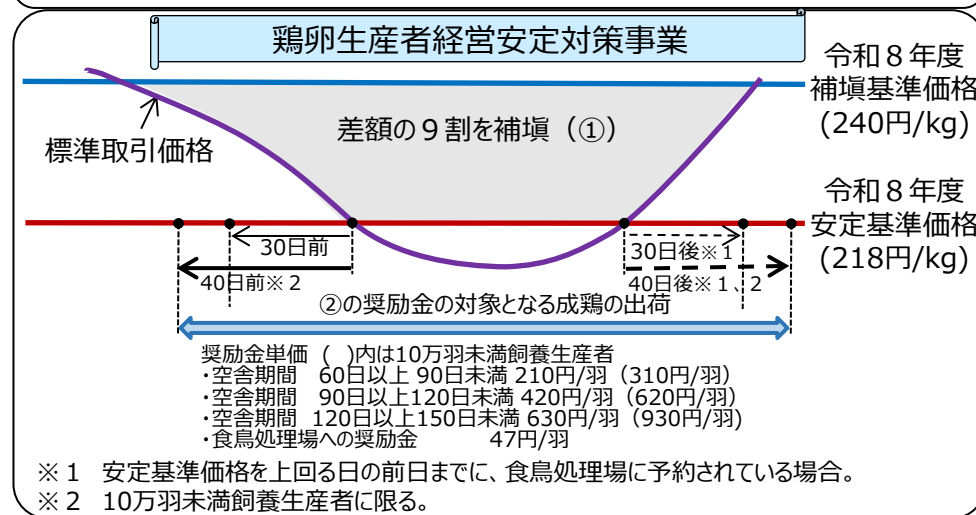 鶏卵生産者経営安定対策事業
令和８年度
補塡基準価格
(240円/kg)
差額の９割を補塡（①）
標準取引価格
令和８年度
安定基準価格
(218円/kg)
30日前
30日後※１
40日前※２
40日後※１、２
②の奨励金の対象となる成鶏の出荷
奨励金単価 （ ）内は10万羽未満飼養生産者
・空舎期間 60日以上 90日未満 210円/羽（310円/羽）
・空舎期間 90日以上120日未満 420円/羽（620円/羽）
・空舎期間 120日以上150日未満 630円/羽（930円/羽）
・食鳥処理場への奨励金 47円/羽
※１ 安定基準価格を上回る日の前日までに、食鳥処理場に予約されている場合。
※２ 10万羽未満飼養生産者に限る。